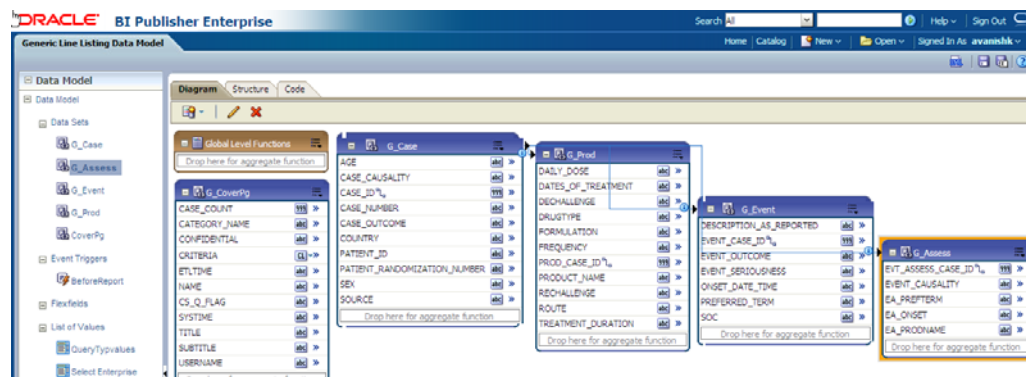 ORACLE BI Publisher Enterprise
Search All
Help
Sign Out
Generic Line Listing Data Model
Home
Catalog
New
Open
Signed In As avanishk
Data Model
Data Model
Data Sets
G_Case
G_Assess
G_Event
G_Prod
CoverPg
Event Triggers
BeforeReport
Flexfields
List of Values
QueryTypvalues
Select Enterprise
Diagram
Structure
Code
Global Level Functions
Drop here for aggregate function
G_CoverPg
CASE_COUNT
CATEGORY_NAME
CONFIDENTIAL
CRITERIA
ETLTIME
NAME
CS_Q_FLAG
SYSTIME
TITLE
SUBTITLE
USERNAME
G_Case
AGE
CASE_CAUSALITY
CASE_ID
CASE_NUMBER
CASE_OUTCOME
COUNTRY
PATIENT_ID
PATIENT_RANDOMIZATION_NUMBER
SEX
SOURCE
Drop here for aggregate function
G_Prod
DAILY_DOSE
DATES_OF_TREATMENT
DECHALLENGE
DRUGTYPE
FORMULATION
FREQUENCY
PROD_CASE_ID
PRODUCT_NAME
RECHALLENGE
ROUTE
TREATMENT_DURATION
Drop here for aggregate function
G_Event
DESCRIPTION_AS_REPORTED
EVENT_CASE_ID
EVENT_OUTCOME
EVENT_SERIOUSNESS
ONSET_DATE_TIME
PREFERRED_TERM
SOC
Drop here for aggregate function
G_Assess
EVT_ASSESS_CASE_ID
EVENT_CAUSALITY
EA_PREFTERM
EA_ONSET
EA_PRODNAME
Drop here for aggregate function